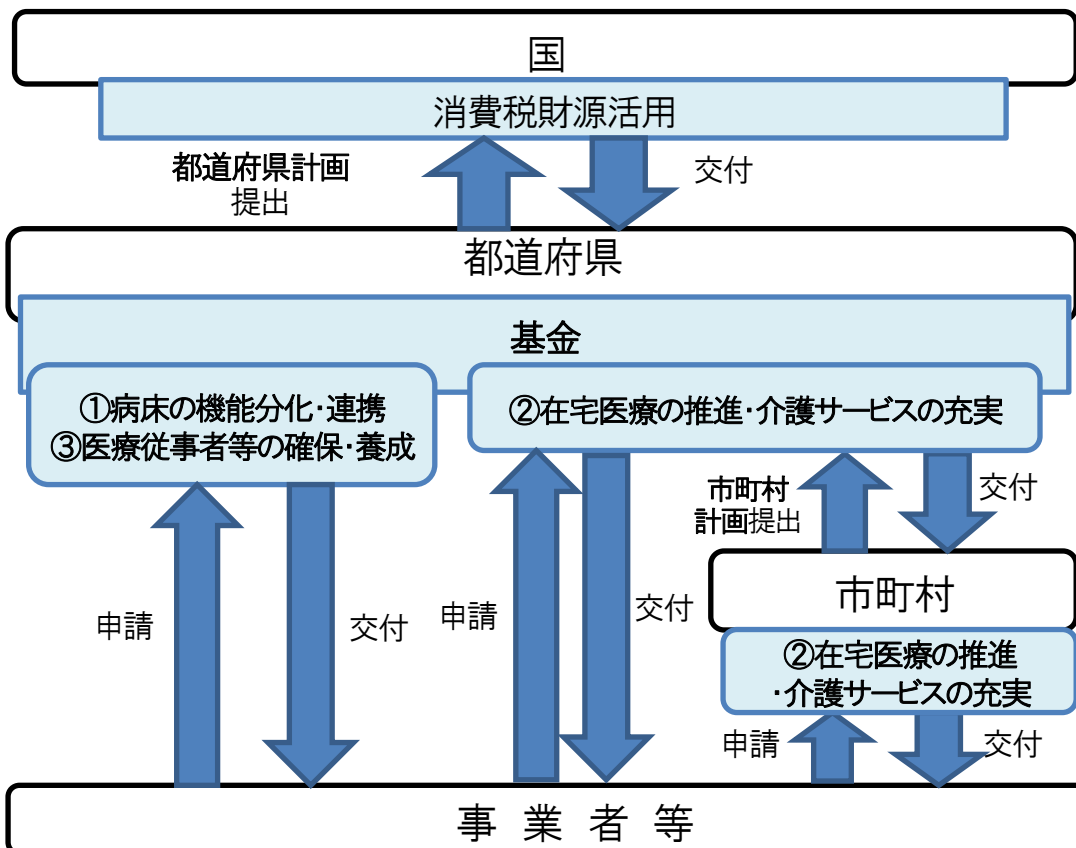 国
消費税財源活用
都道府県計画
提出
交付
都道府県
基金
①病床の機能分化・連携
③医療従事者等の確保・養成
②在宅医療の推進・介護サービスの充実
市町村
計画提出
交付
市町村
申請
交付
申請
交付
②在宅医療の推進
・介護サービスの充実
申請
交付
事業者等